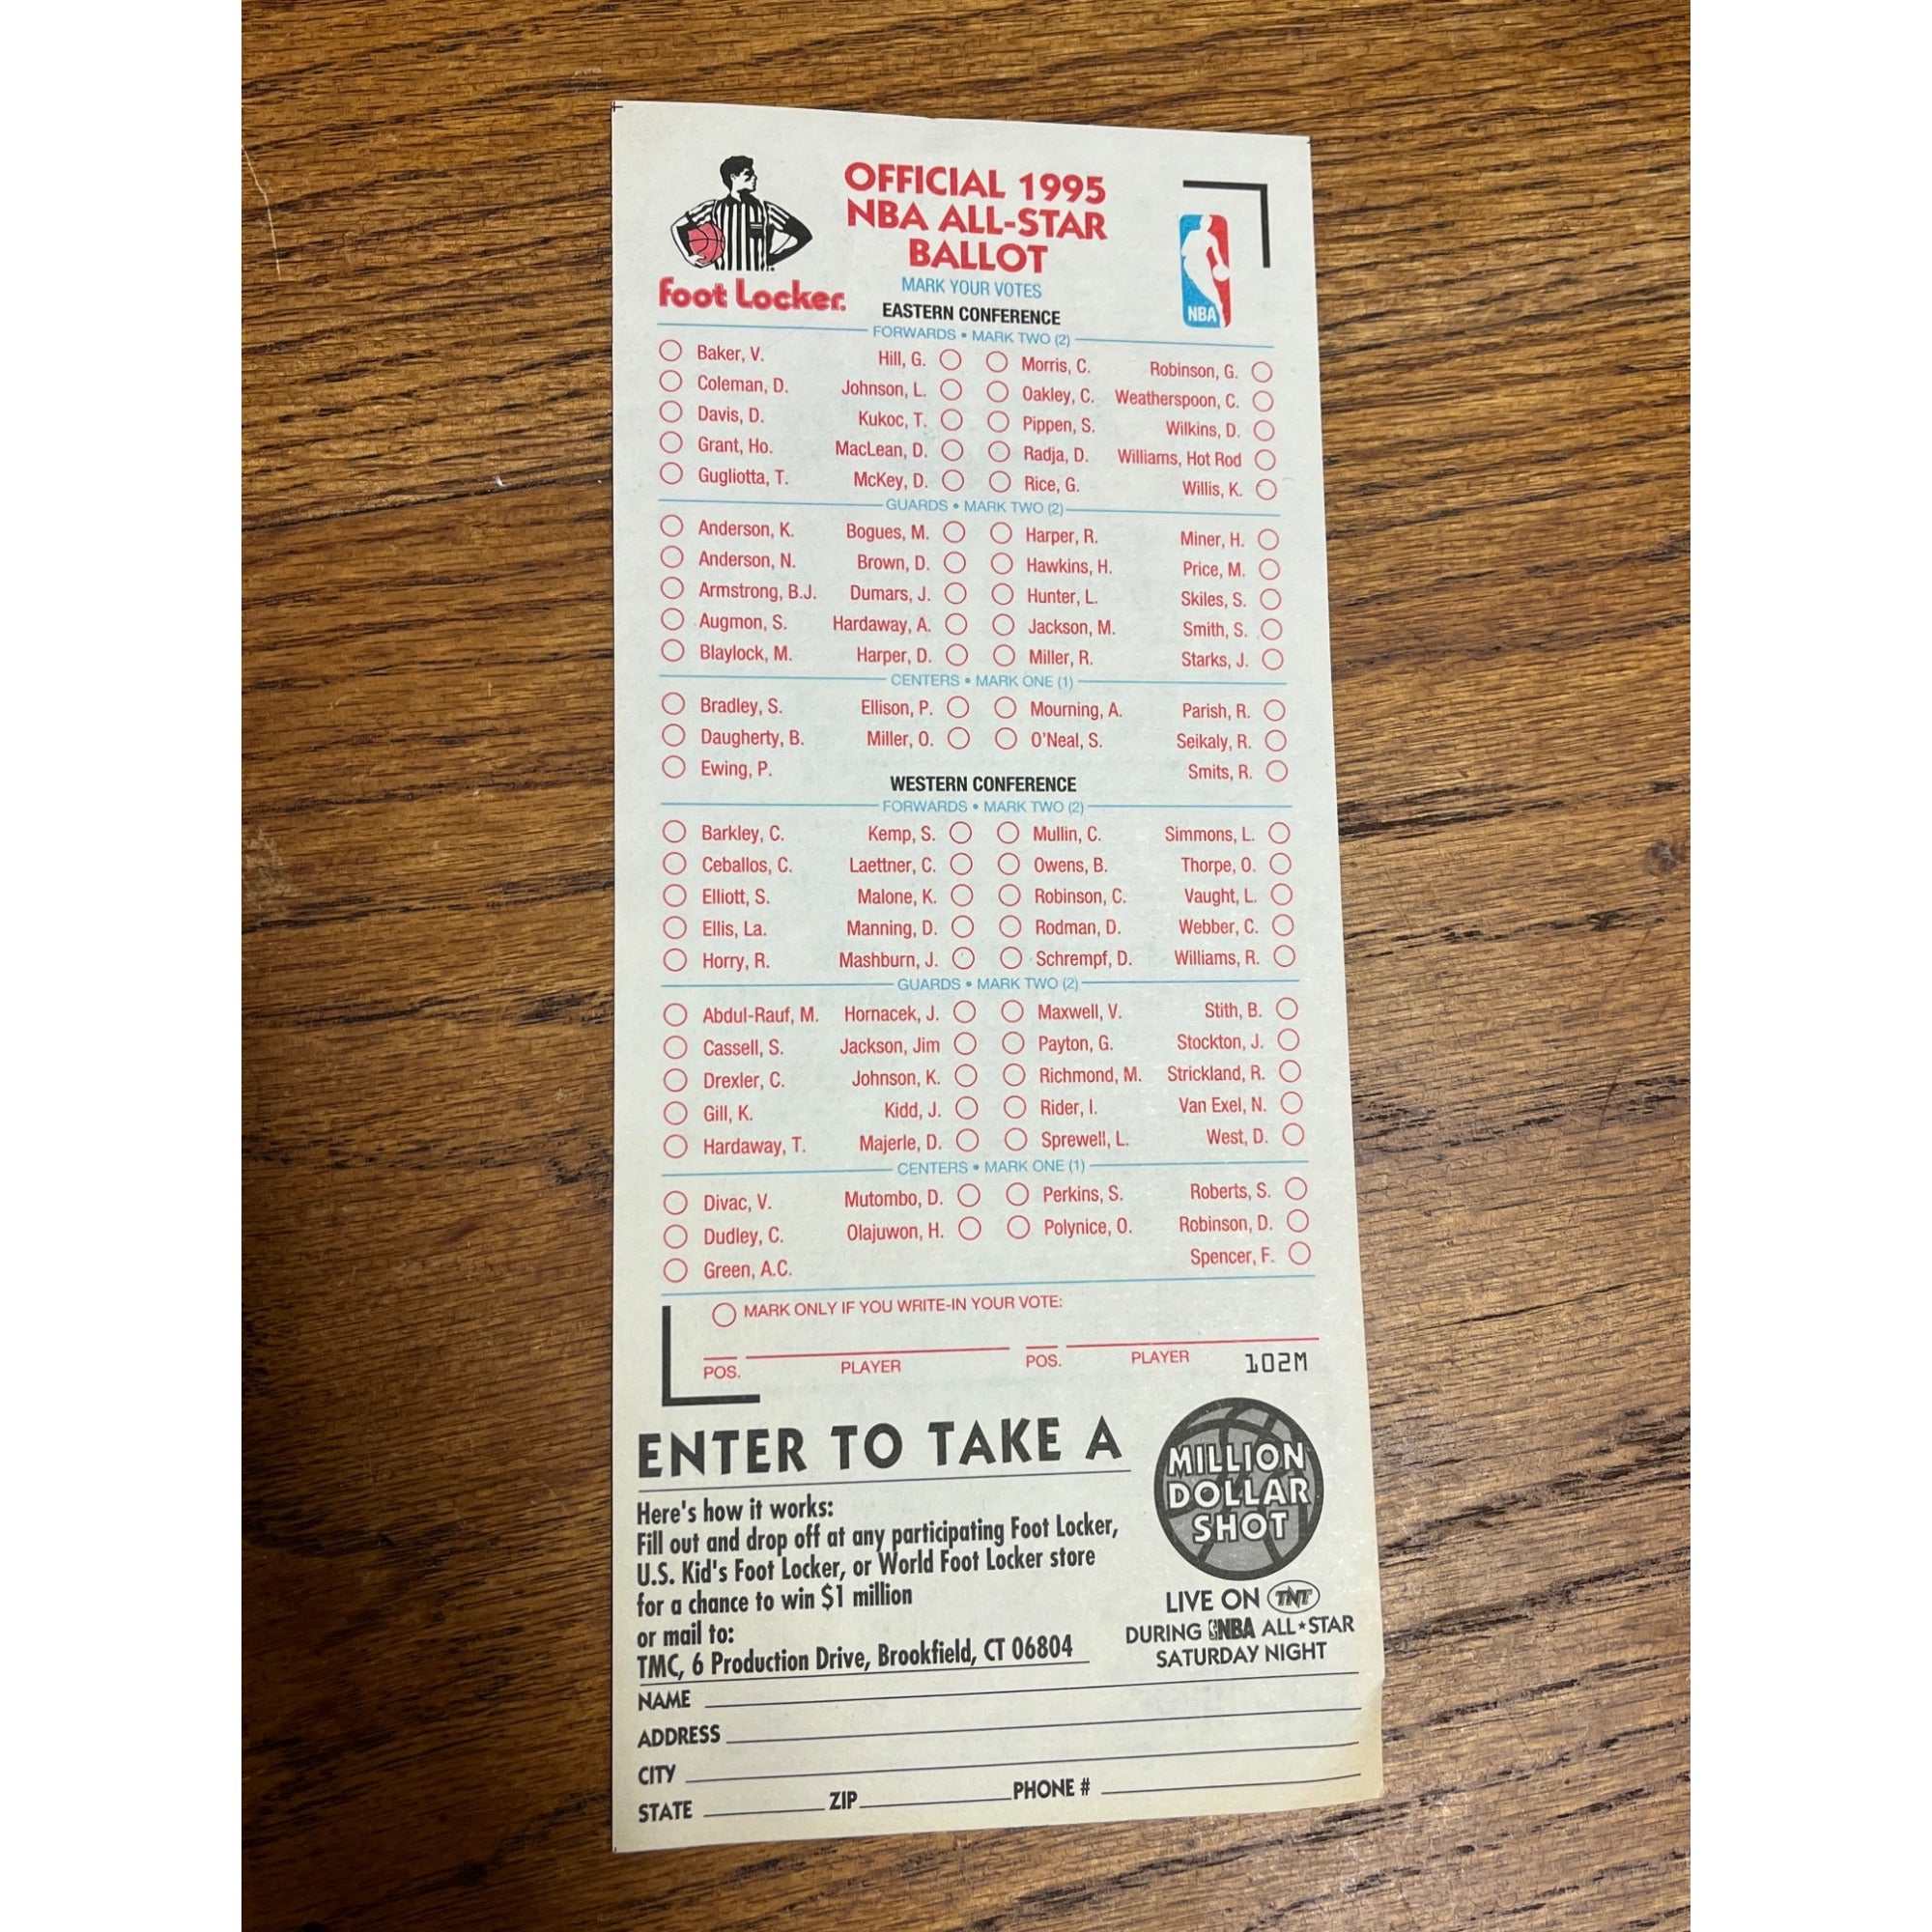 OFFICIAL 1995
NBA ALL-STAR
BALLOT
foot Locker.
NBA
MARK YOUR VOTES
EASTERN CONFERENCE
FORWARDS • MARK TWO (2)
Baker, V. Hill, G. Morris, C. Robinson, G.
Coleman, D. Johnson, L. Oakley, C. Weatherspoon, C.
Davis, D. Kukoc, T. Pippen, S. Wilkins, D.
Grant, Ho. MacLean, D. Radja, D. Williams, Hot Rod
Gugliotta, T. McKey, D. Rice, G. Willis, K.
GUARDS • MARK TWO (2)
Anderson, K. Bogues, M. Harper, R. Miner, H.
Anderson, N. Brown, D. Hawkins, H. Price, M.
Armstrong, B.J. Dumars, J. Hunter, L. Skiles, S.
Augmon, S. Hardaway, A. Jackson, M. Smith, S.
Blaylock, M. Harper, D. Miller, R. Starks, J.
CENTERS • MARK ONE (1)
Bradley, S. Ellison, P. Mourning, A. Parish, R.
Daugherty, B. Miller, O. O'Neal, S. Seikaly, R.
Ewing, P. Smits, R.
WESTERN CONFERENCE
FORWARDS • MARK TWO (2)
Barkley, C. Kemp, S. Mullin, C. Simmons, L.
Ceballos, C. Laettner, C. Owens, B. Thorpe, O.
Elliott, S. Malone, K. Robinson, C. Vaught, L.
Ellis, La. Manning, D. Rodman, D. Webber, C.
Horry, R. Mashburn, J. Schrempf, D. Williams, R.
GUARDS • MARK TWO (2)
Abdul-Rauf, M. Hornacek, J. Maxwell, V. Stith, B.
Cassell, S. Jackson, Jim Payton, G. Stockton, J.
Drexler, C. Johnson, K. Richmond, M. Strickland, R.
Gill, K. Kidd, J. Rider, I. Van Exel, N.
Hardaway, T. Majerle, D. Sprewell, L. West, D.
CENTERS • MARK ONE (1)
Divac, V. Mutombo, D. Perkins, S. Roberts, S.
Dudley, C. Olajuwon, H. Polynice, O. Robinson, D.
Green, A.C. Spencer, F.
MARK ONLY IF YOU WRITE-IN YOUR VOTE:
POS. PLAYER POS. PLAYER 102M
ENTER TO TAKE A
MILLION
DOLLAR
SHOT
Here's how it works:
Fill out and drop off at any participating Foot Locker,
U.S. Kid's Foot Locker, or World Foot Locker store
for a chance to win $1 million
or mail to:
TMC, 6 Production Drive, Brookfield, CT 06804
LIVE ON TNT
DURING NBA ALL★STAR
SATURDAY NIGHT
NAME
ADDRESS
CITY
STATE ZIP PHONE #